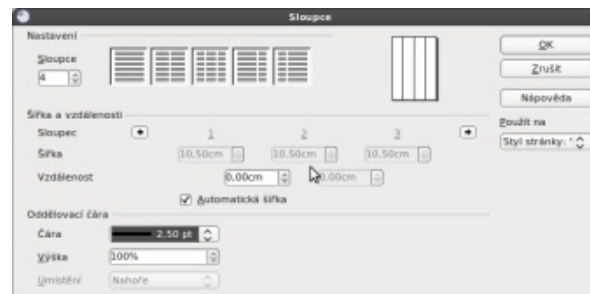 Sloupce
Nastavení
Sloupce
4
OK
Zrušit
Nápověda
Použít na
Styl stránky: '
Šířka a vzdálenosti
Sloupec 1 2 3
Šířka 10,50cm 10,50cm 10,50cm
Vzdálenost 0,00cm 0,00cm
Automatická šířka
Oddělovací čára
Čára 2,50 pt
Výška 100%
Umístění Nahoře